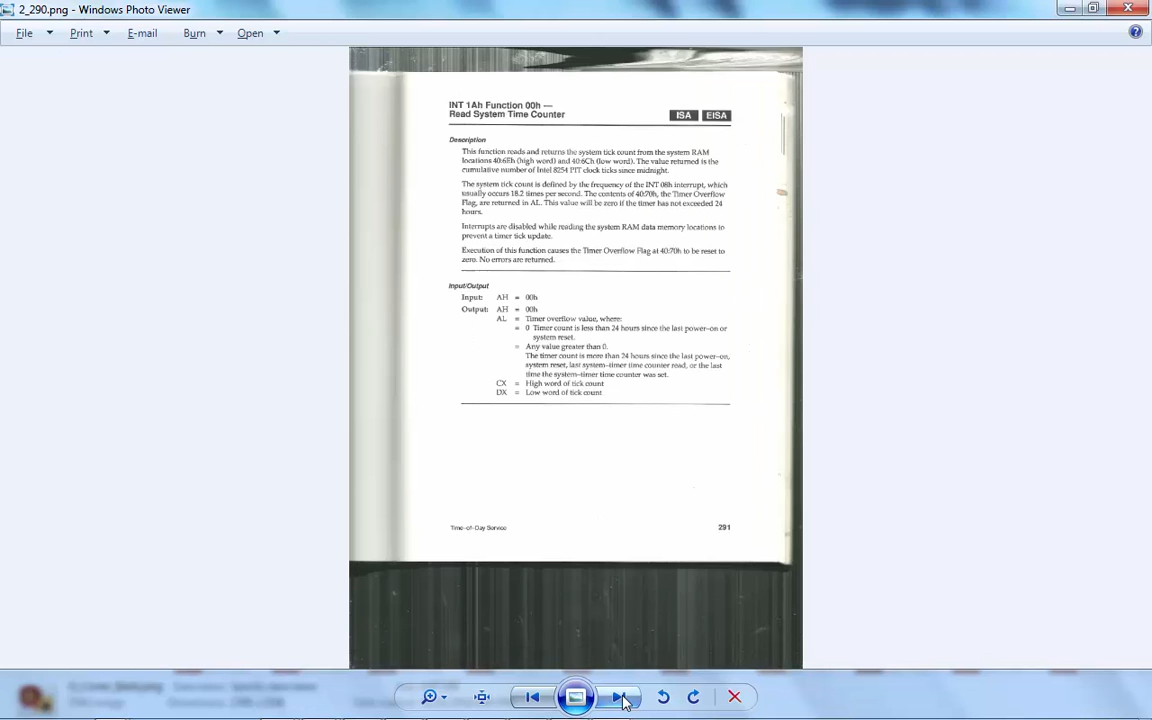 2_290.png - Windows Photo Viewer
File Print E-mail Burn Open
INT 1Ah Function 00h —
Read System Time Counter
ISA EISA
Description
This function reads and returns the system tick count from the system RAM
locations 40:6Eh (high word) and 40:6Ch (low word). The value returned is the
cumulative number of Intel 8254 PIT clock ticks since midnight.
The system tick count is defined by the frequency of the INT 08h interrupt, which
usually occurs 18.2 times per second. The contents of 40:70h, the Timer Overflow
Flag, are returned in AL. This value will be zero if the timer has not exceeded 24
hours.
Interrupts are disabled while reading the system RAM data memory locations to
prevent a timer tick update.
Execution of this function causes the Timer Overflow Flag at 40:70h to be reset to
zero. No errors are returned.
Input/Output
Input: AH = 00h
Output: AH = 00h
AL = Timer overflow value, where:
= 0 Timer count is less than 24 hours since the last power-on or
system reset.
= Any value greater than 0.
The timer count is more than 24 hours since the last power-on,
system reset, last system-timer time counter read, or the last
time the system-timer time counter was set.
CX = High word of tick count
DX = Low word of tick count
Time-of-Day Service
291